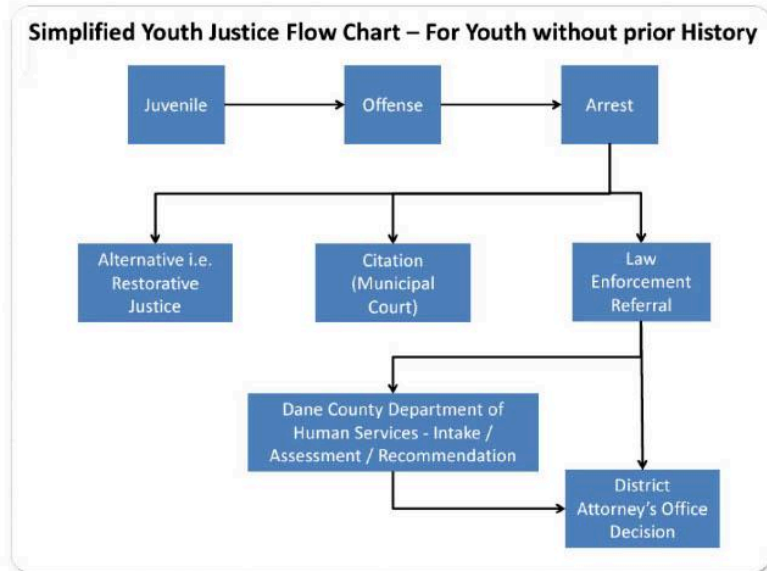 Simplified Youth Justice Flow Chart – For Youth without prior History
Juvenile
Offense
Arrest
Alternative i.e.
Restorative
Justice
Citation
(Municipal
Court)
Law
Enforcement
Referral
Dane County Department of
Human Services - Intake /
Assessment / Recommendation
District
Attorney's Office
Decision